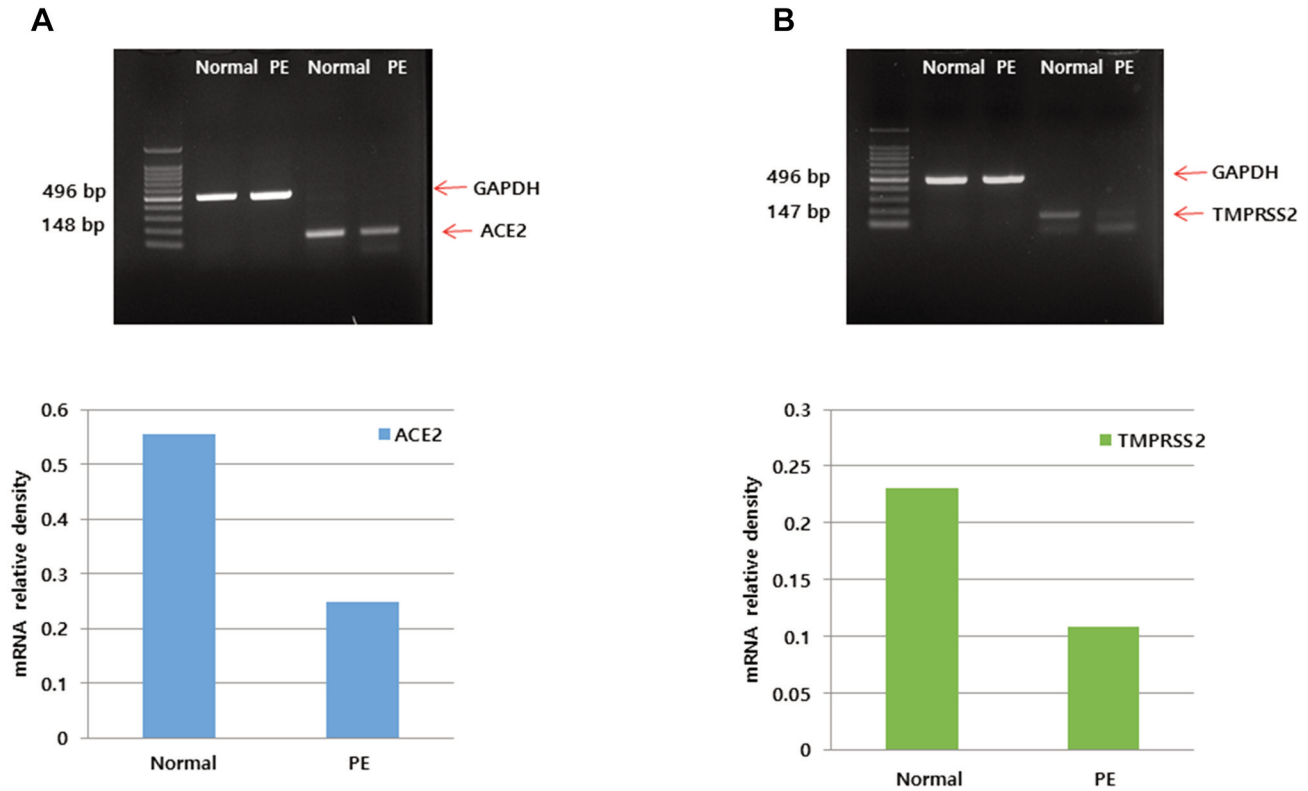 A
Normal PE Normal PE
496 bp
GAPDH
148 bp
ACE2
0.6
0.5
0.4
0.3
0.2
0.1
0
mRNA relative density
ACE2
Normal PE
B
Normal PE Normal PE
496 bp
GAPDH
147 bp
TMPRSS2
0.3
0.25
0.2
0.15
0.1
0.05
0
mRNA relative density
TMPRSS2
Normal PE